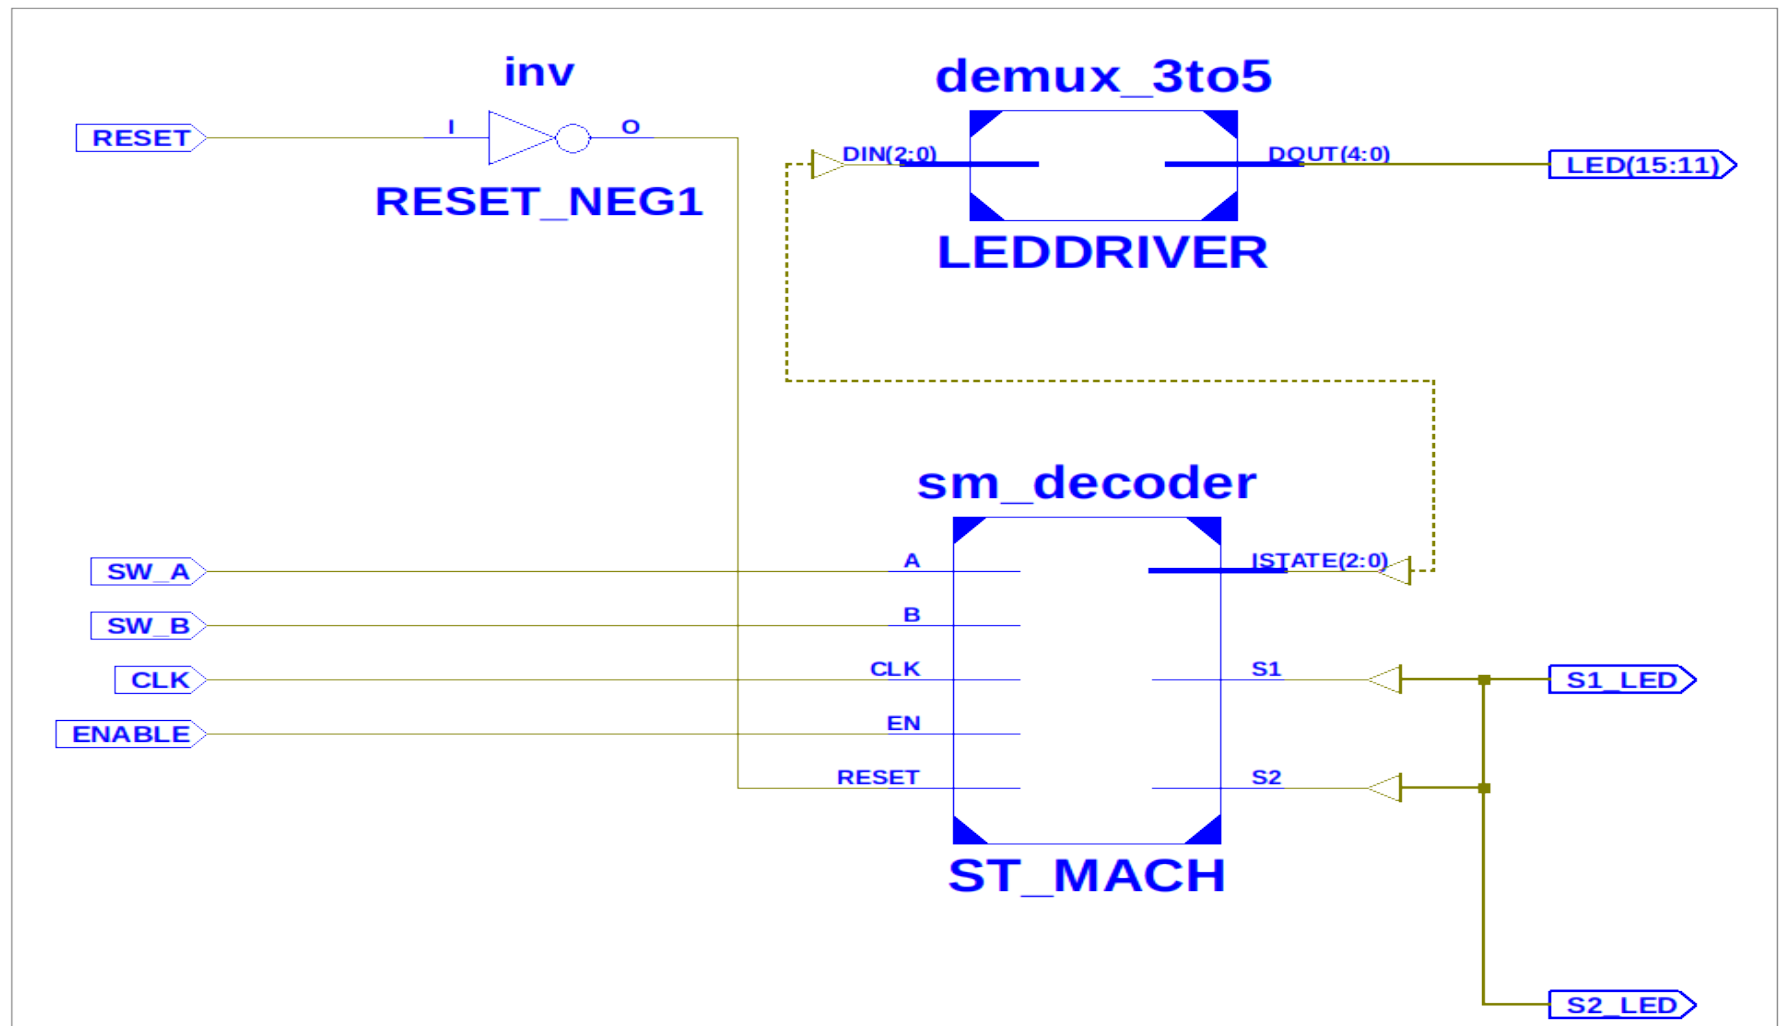 inv
demux_3to5
RESET
I
O
DIN(2:0)
DOUT(4:0)
LED(15:11)
RESET_NEG1
LEDDRIVER
sm_decoder
SW_A
A
ISTATE(2:0)
SW_B
B
CLK
CLK
S1
S1_LED
ENABLE
EN
RESET
S2
ST_MACH
S2_LED